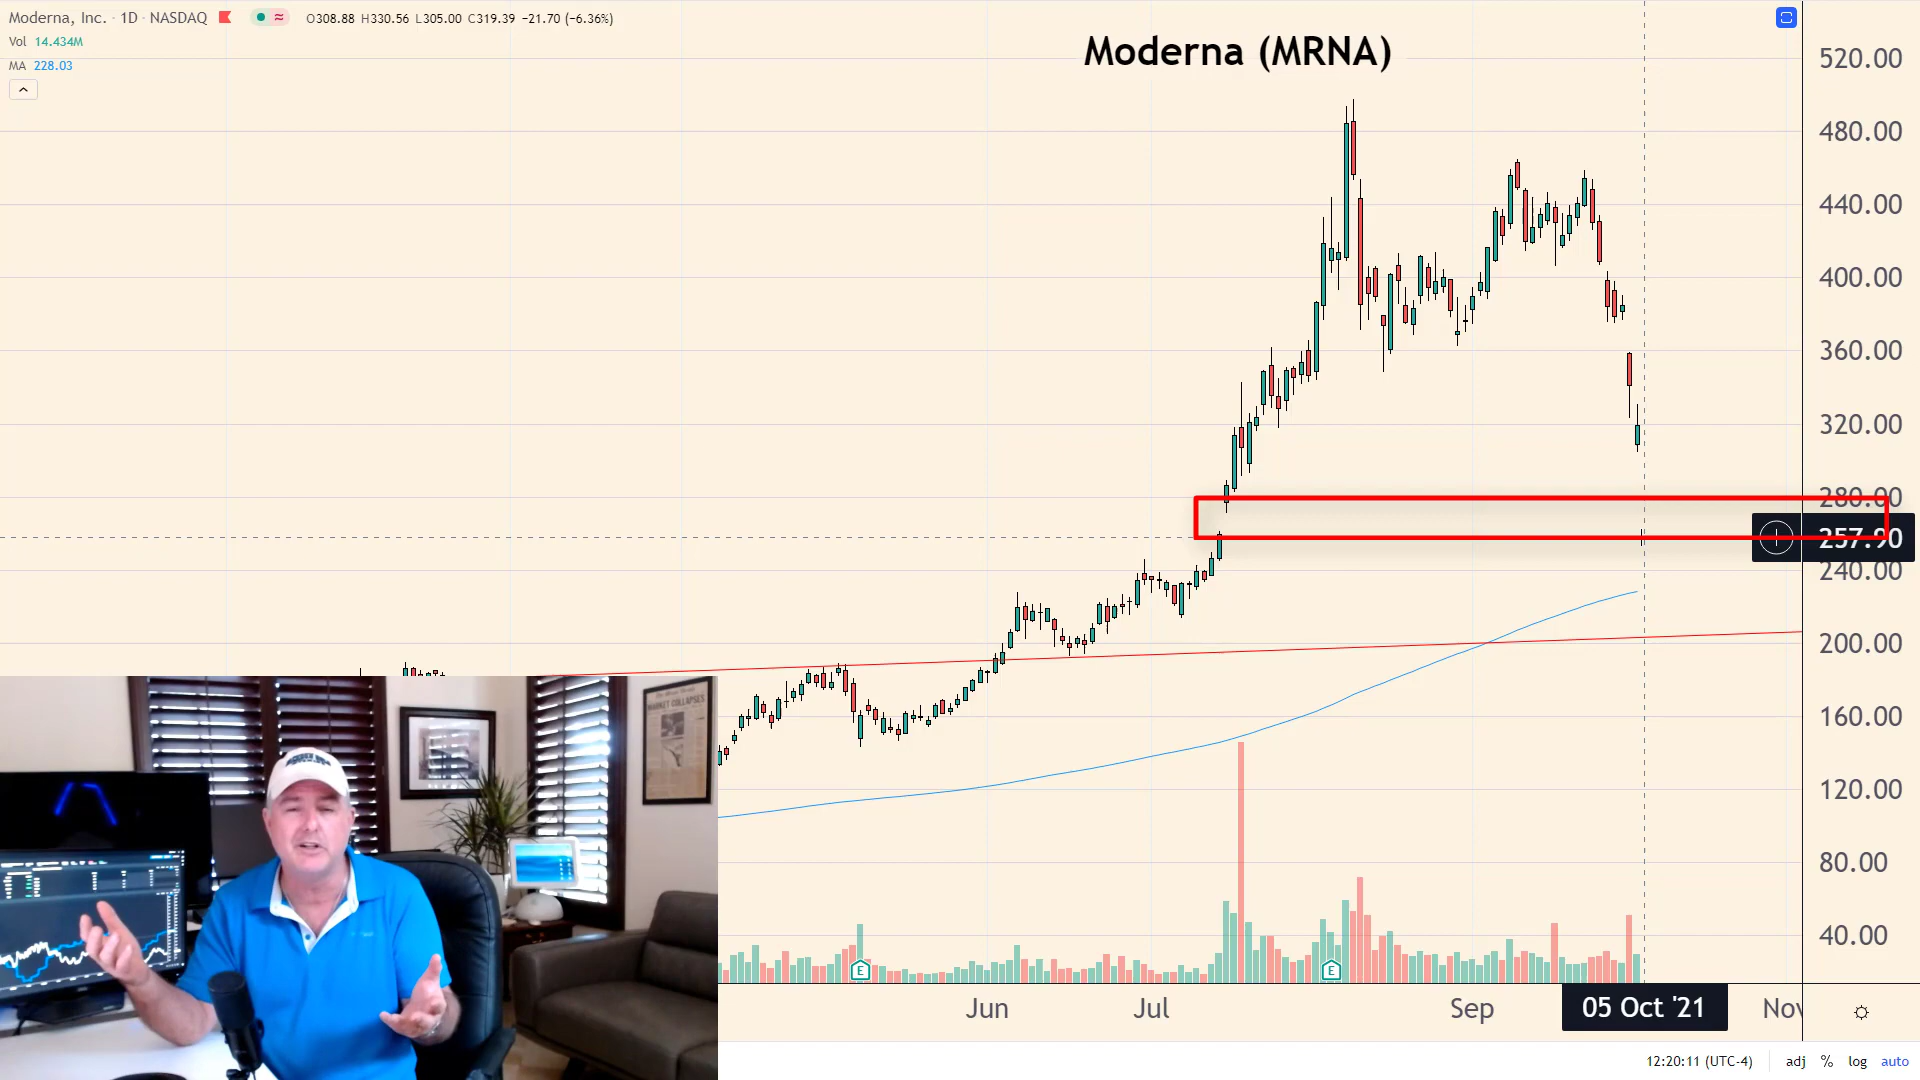 Moderna, Inc. · 1D · NASDAQ O308.88 H330.56 L305.00 C319.39 −21.70 (−6.36%)
Vol 14.434M
MA 228.03
Moderna (MRNA)
520.00
480.00
440.00
400.00
360.00
320.00
280.00
257.90
240.00
200.00
160.00
120.00
80.00
40.00
MARKET COLLAPSES
E
E
Jun Jul Sep 05 Oct '21 Nov
12:20:11 (UTC-4) adj % log auto